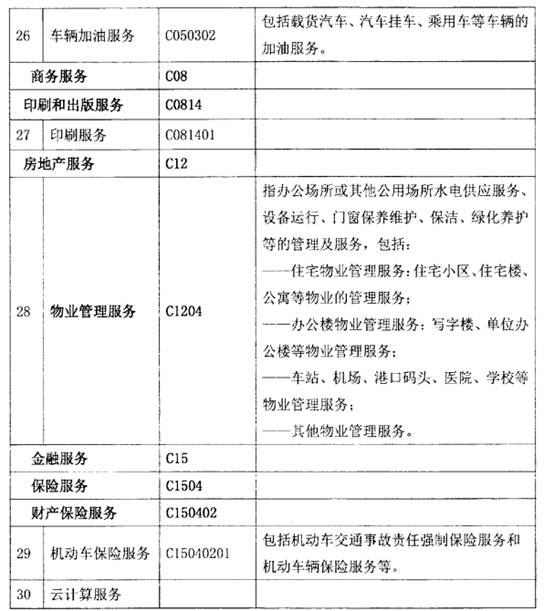 26 车辆加油服务 C050302 包括载货汽车、汽车挂车、乘用车等车辆的
加油服务。
商务服务 C08
印刷和出版服务 C0814
27 印刷服务 C081401
房地产服务 C12
28 物业管理服务 C1204 指办公场所或其他公用场所水电供应服务、
设备运行、门窗保养维护、保洁、绿化养护
等的管理及服务，包括：
——住宅物业管理服务：住宅小区、住宅楼、
公寓等物业的管理服务；
——办公楼物业管理服务：写字楼、单位办
公楼等物业管理服务；
——车站、机场、港口码头、医院、学校等
物业管理服务；
——其他物业管理服务。
金融服务 C15
保险服务 C1504
财产保险服务 C150402
29 机动车保险服务 C15040201 包括机动车交通事故责任强制保险服务和
机动车辆保险服务等。
30 云计算服务